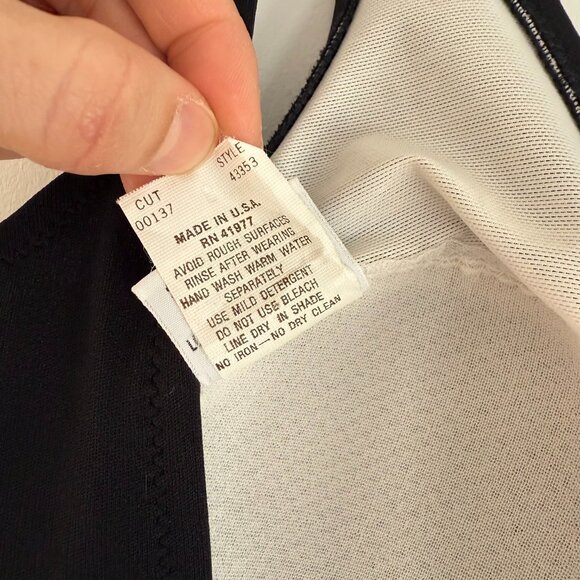 CUT
00137
STYLE
43353
MADE IN U.S.A.
RN 41977
AVOID ROUGH SURFACES
RINSE AFTER WEARING
HAND WASH WARM WATER
SEPARATELY
USE MILD DETERGENT
DO NOT USE BLEACH
LINE DRY IN SHADE
NO IRON—NO DRY CLEAN